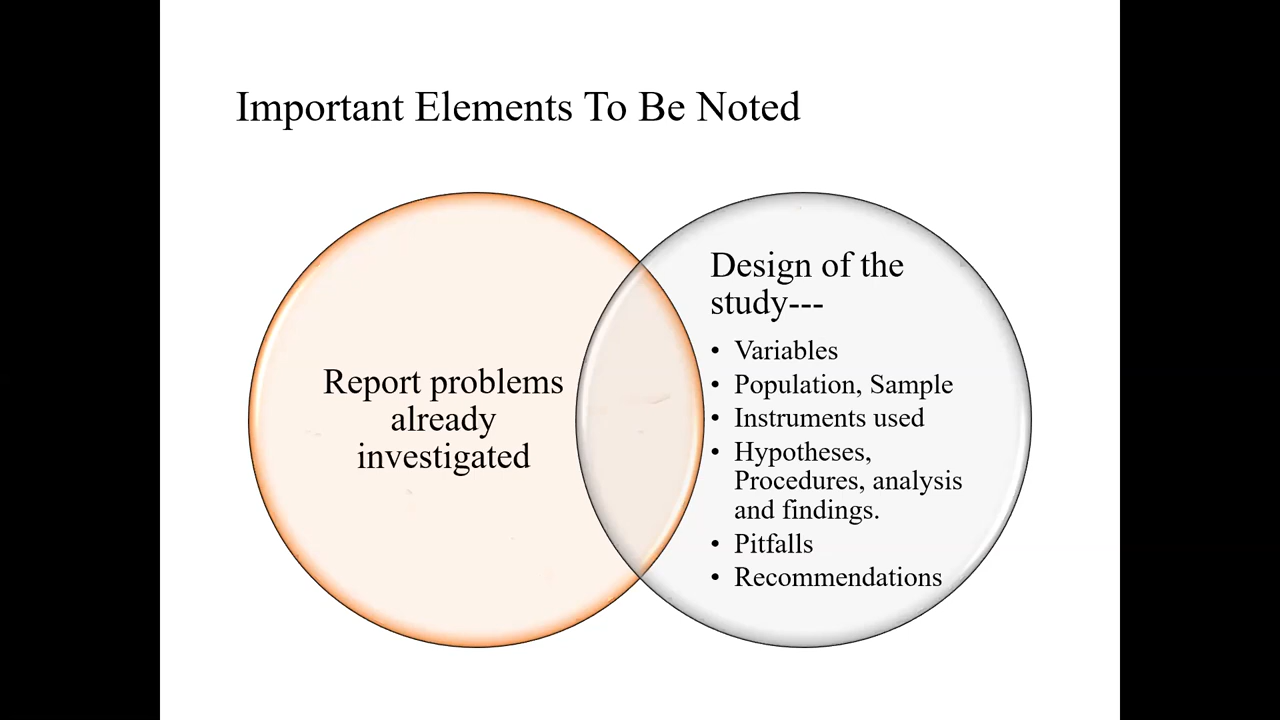 Important Elements To Be Noted
Report problems
already
investigated
Design of the
study---
• Variables
• Population, Sample
• Instruments used
• Hypotheses,
Procedures, analysis
and findings.
• Pitfalls
• Recommendations